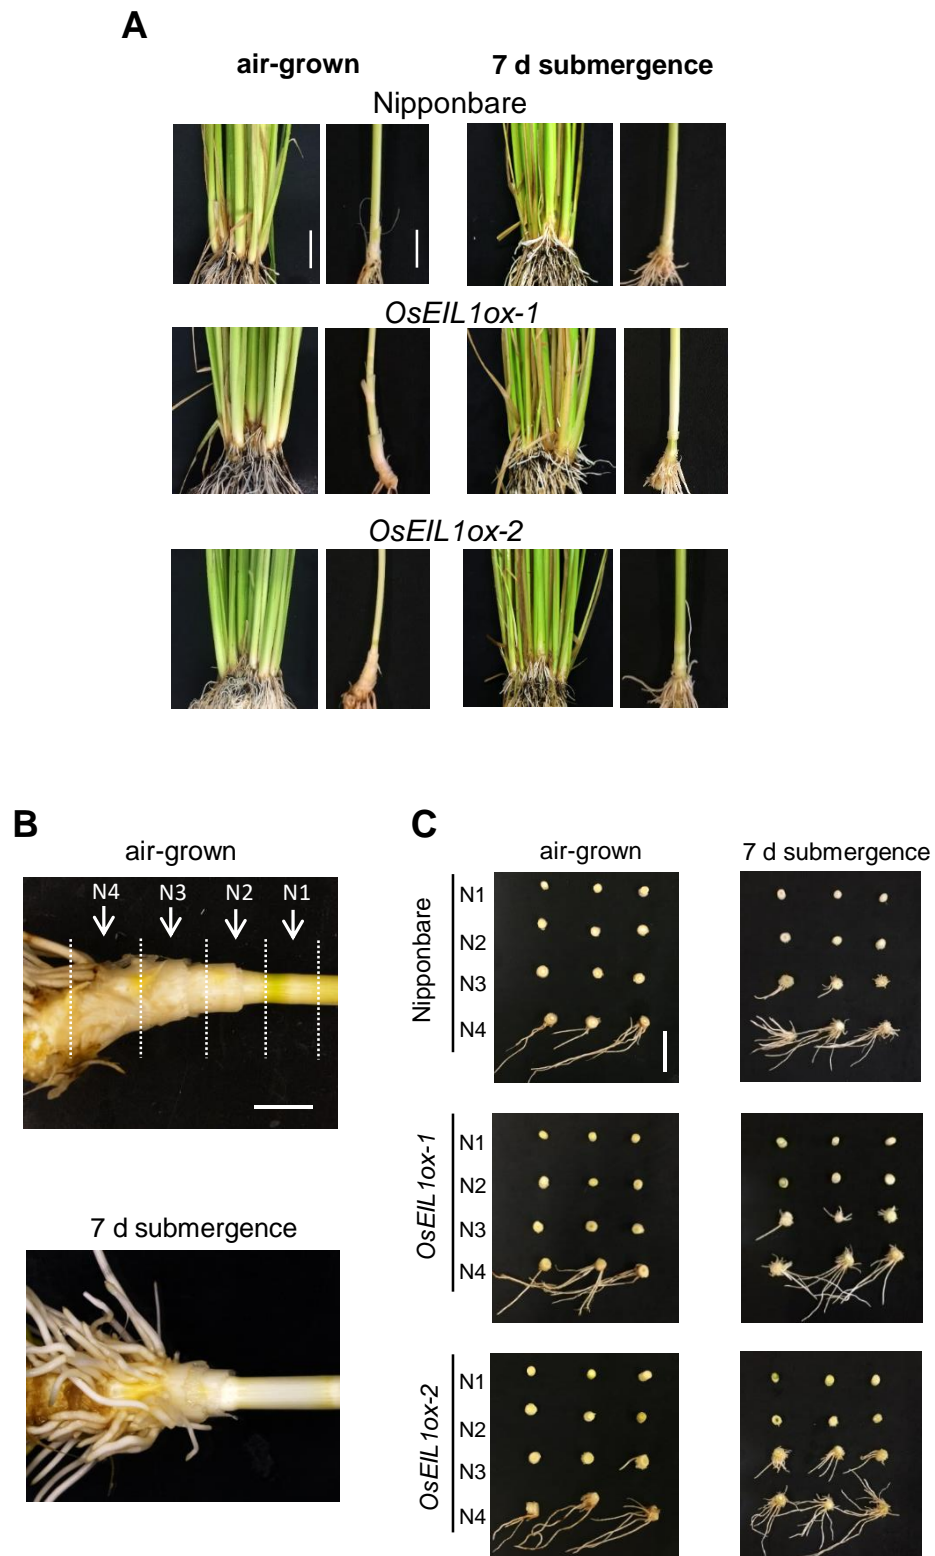 A
air-grown 7 d submergence
Nipponbare
OsEIL1ox-1
OsEIL1ox-2
B
air-grown
N4 N3 N2 N1
7 d submergence
C
air-grown 7 d submergence
Nipponbare
N1
N2
N3
N4
OsEIL1ox-1
N1
N2
N3
N4
OsEIL1ox-2
N1
N2
N3
N4